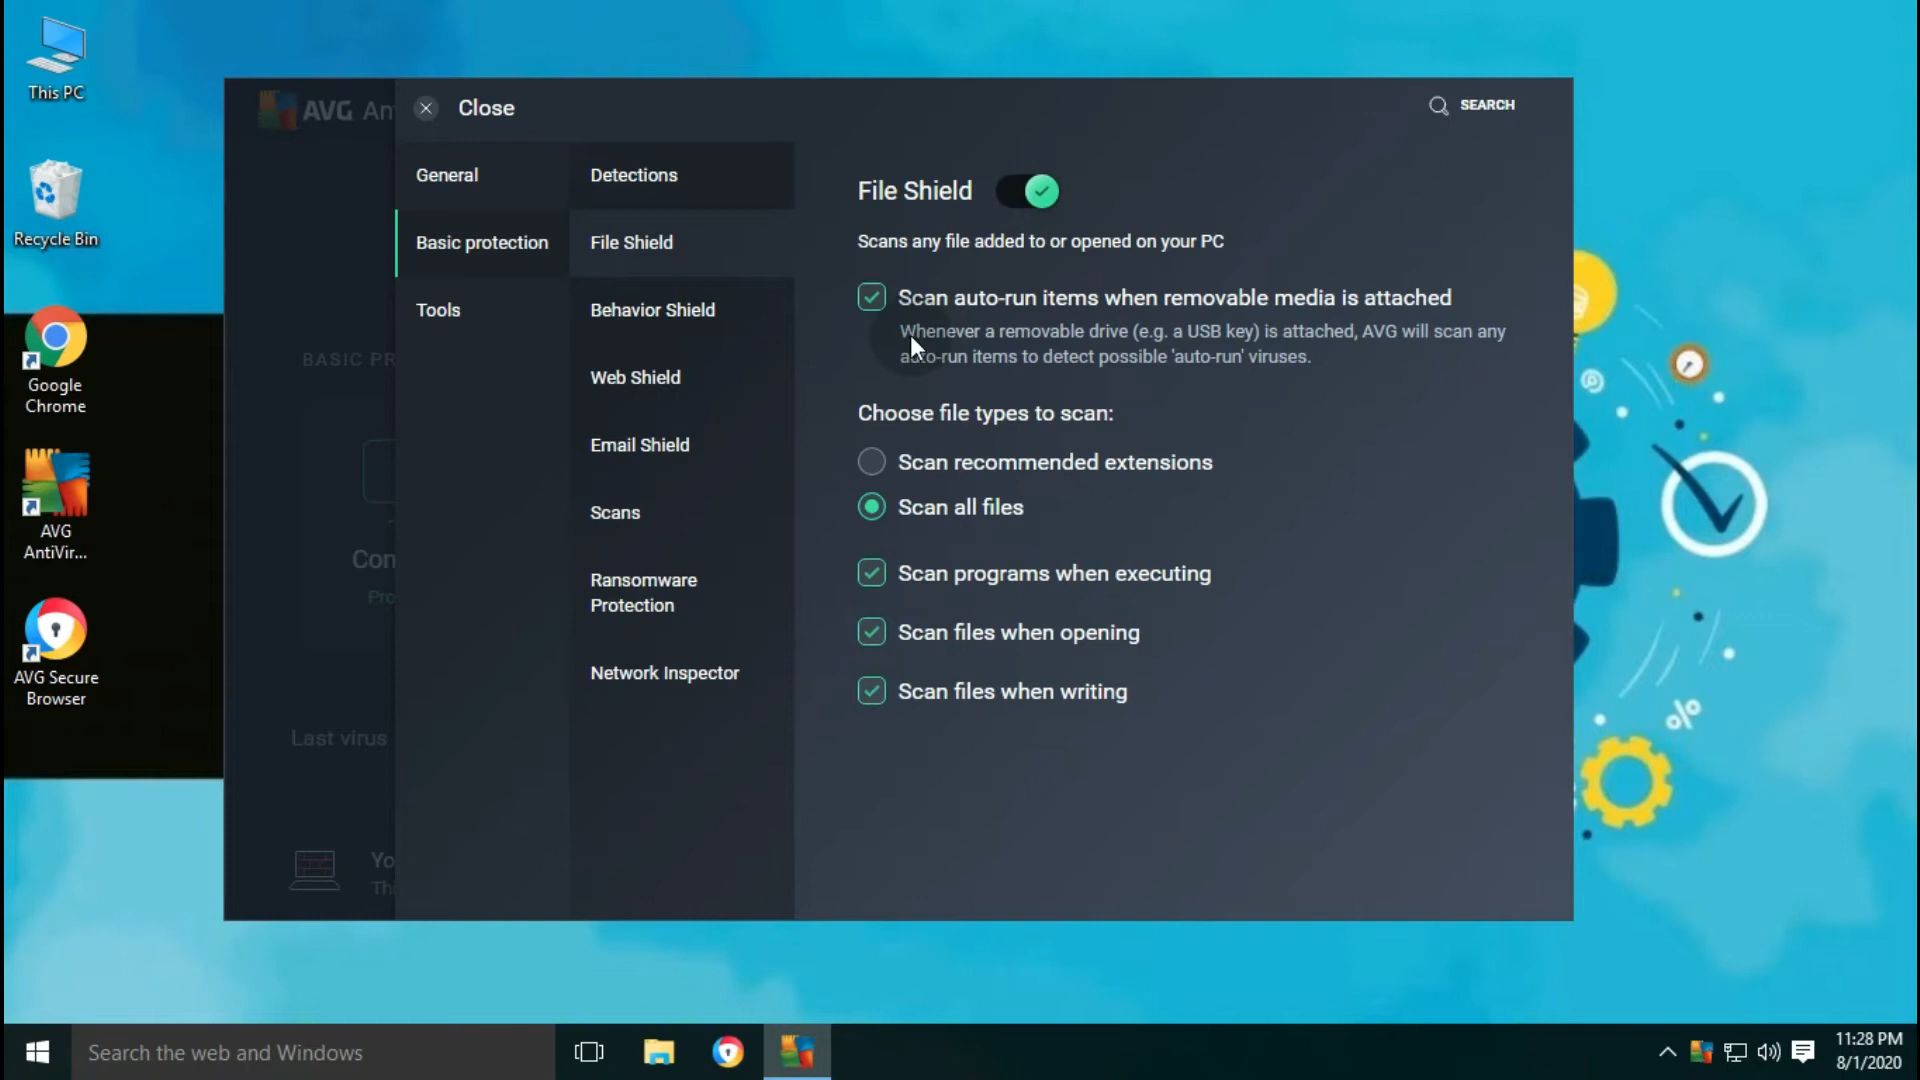 This PC
Recycle Bin
Google
Chrome
AVG
AntiVir...
AVG Secure
Browser
AVG An
BASIC PR
Con
Pro
Last virus
Yo
Thi
Close
SEARCH
General
Basic protection
Tools
Detections
File Shield
Behavior Shield
Web Shield
Email Shield
Scans
Ransomware
Protection
Network Inspector
File Shield
Scans any file added to or opened on your PC
Scan auto-run items when removable media is attached
Whenever a removable drive (e.g. a USB key) is attached, AVG will scan any
auto-run items to detect possible 'auto-run' viruses.
Choose file types to scan:
Scan recommended extensions
Scan all files
Scan programs when executing
Scan files when opening
Scan files when writing
%
Search the web and Windows
11:28 PM
8/1/2020